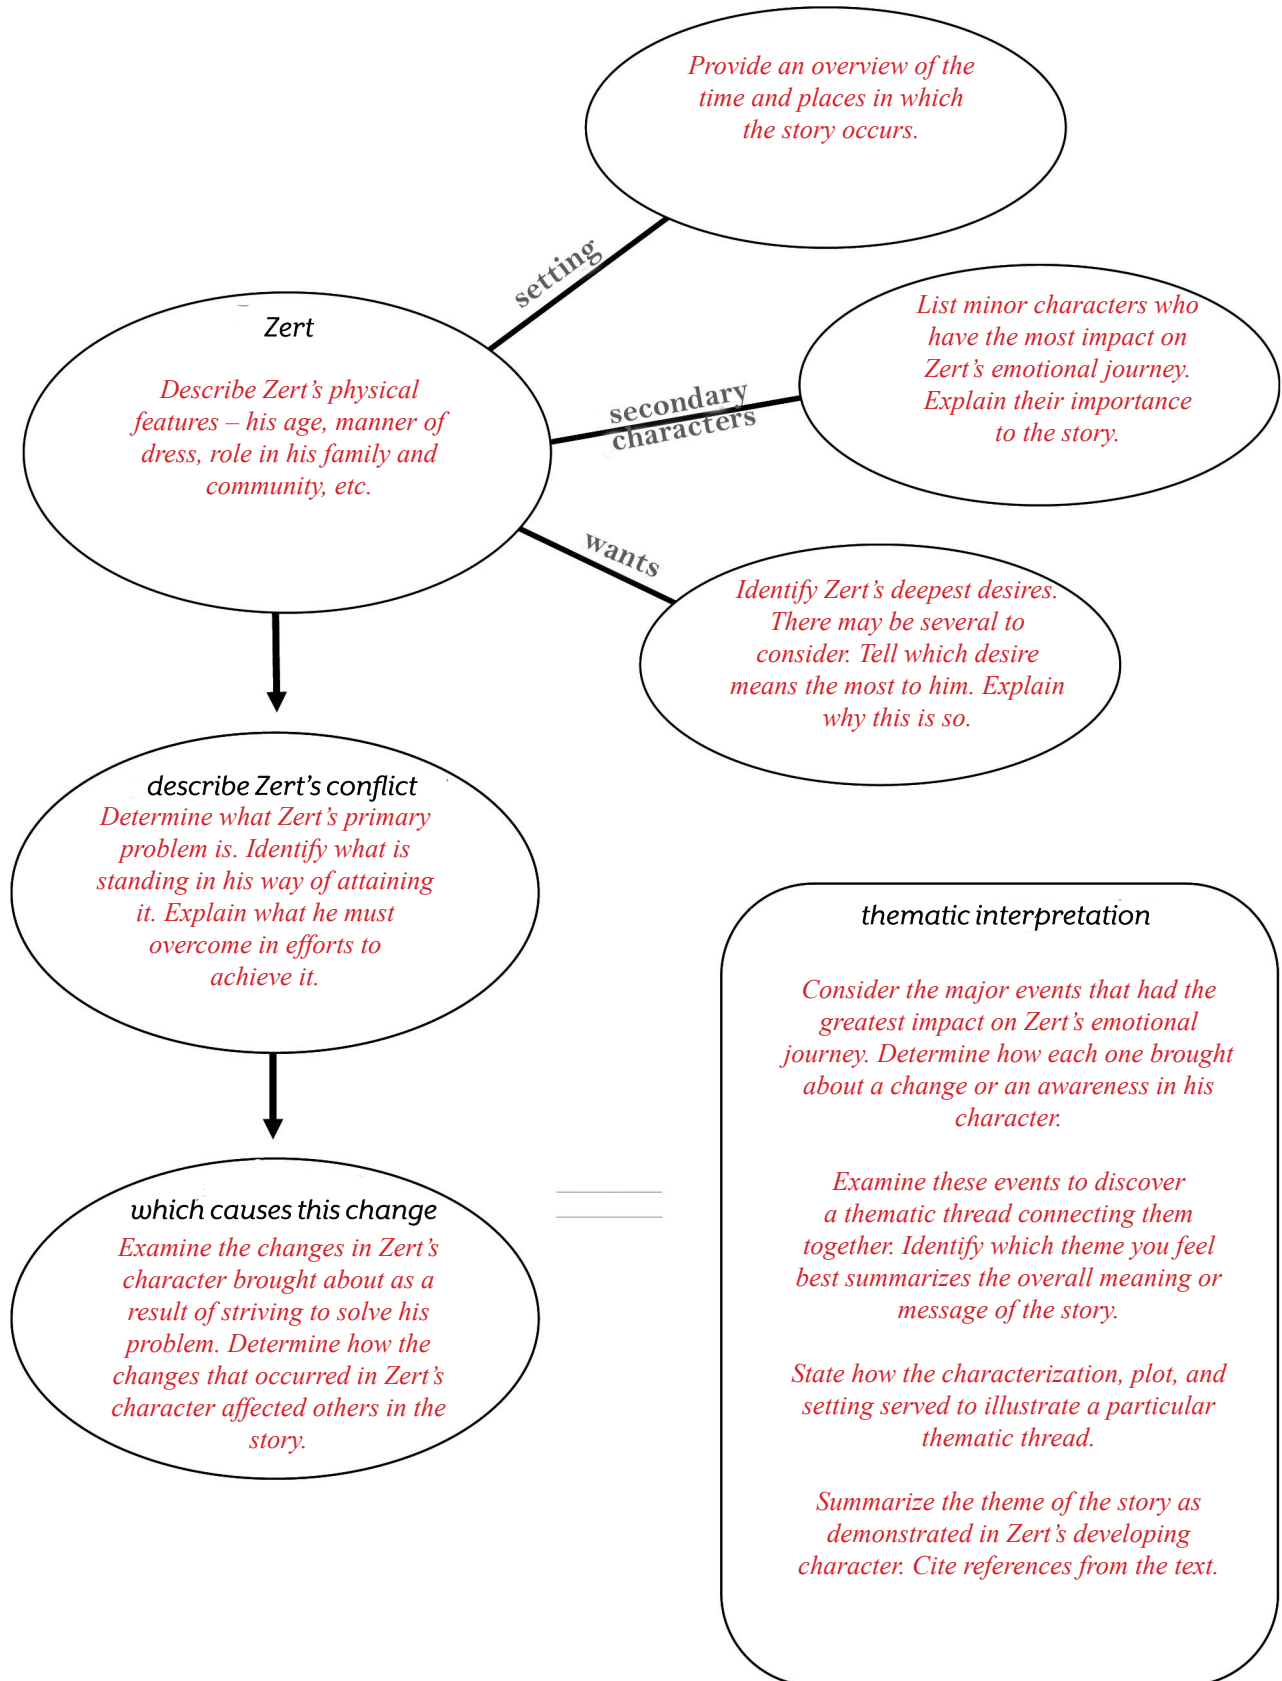 Provide an overview of the
time and places in which
the story occurs.
setting
Zert
Describe Zert's physical
features – his age, manner of
dress, role in his family and
community, etc.
List minor characters who
have the most impact on
Zert's emotional journey.
Explain their importance
to the story.
secondary
characters
wants
Identify Zert's deepest desires.
There may be several to
consider. Tell which desire
means the most to him. Explain
why this is so.
describe Zert's conflict
Determine what Zert's primary
problem is. Identify what is
standing in his way of attaining
it. Explain what he must
overcome in efforts to
achieve it.
which causes this change
Examine the changes in Zert's
character brought about as a
result of striving to solve his
problem. Determine how the
changes that occurred in Zert's
character affected others in the
story.
thematic interpretation
Consider the major events that had the
greatest impact on Zert's emotional
journey. Determine how each one brought
about a change or an awareness in his
character.
Examine these events to discover
a thematic thread connecting them
together. Identify which theme you feel
best summarizes the overall meaning or
message of the story.
State how the characterization, plot, and
setting served to illustrate a particular
thematic thread.
Summarize the theme of the story as
demonstrated in Zert's developing
character. Cite references from the text.